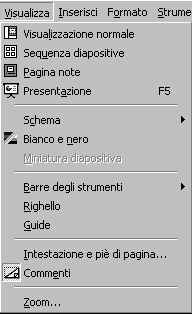 Visualizza Inserisci Formato Strume
Visualizzazione normale
Sequenza diapositive
Pagina note
Presentazione F5
Schema
Bianco e nero
Miniatura diapositiva
Barre degli strumenti
Righello
Guide
Intestazione e piè di pagina...
Commenti
Zoom...